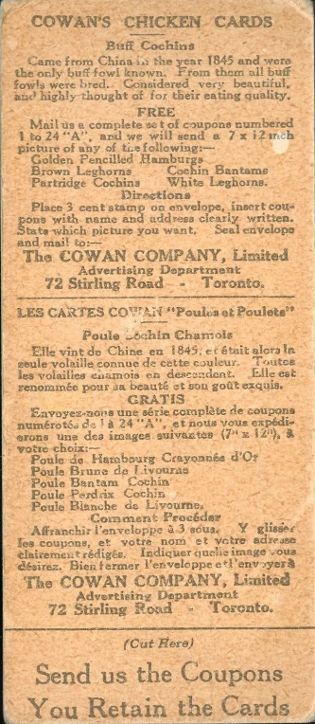 COWAN'S CHICKEN CARDS
Buff Cochins
Came from China in the year 1845 and were
the only buff fowl known. From them all buff
fowls were bred. Considered very beautiful,
and highly thought of for their eating quality.
FREE
Mail us a complete set of coupons numbered
1 to 24 "A", and we will send a 7 x 12 inch
picture of any of the following:—
Golden Pencilled Hamburgs
Brown Leghorns Cochin Bantams
Partridge Cochins White Leghorns.
Directions
Place 3 cent stamp on envelope, insert cou-
pons with name and address clearly written.
State which picture you want. Seal envelope
and mail to:—
The COWAN COMPANY, Limited
Advertising Department
72 Stirling Road - Toronto.
LES CARTES COWAN "Poules et Poulets"
Poule Cochin Chamois
Elle vint de Chine en 1845, et était alors la
seule volaille connue de cette couleur. Toutes
les volailles chamois en descendent. Elle est
renommée pour sa beauté et son goût exquis.
GRATIS
Envoyez-nous une série complète de coupons
numérotés de 1 à 24 "A", et nous vous expédi-
erons une des images suivantes (7" x 12"), à
votre choix:—
Poule de Hambourg Crayonnée d'Or
Poule Brune de Livourne
Poule Bantam Cochin
Poule Perdrix Cochin
Poule Blanche de Livourne.
Comment Procéder
Affranchir l'enveloppe à 3 sous. Y glisser
les coupons, et votre nom et votre adresse
clairement rédigés. Indiquer quelle image vous
désirez. Bien fermer l'enveloppe et l'envoyer à
The COWAN COMPANY, Limited
Advertising Department
72 Stirling Road - Toronto.
(Cut Here)
Send us the Coupons
You Retain the Cards